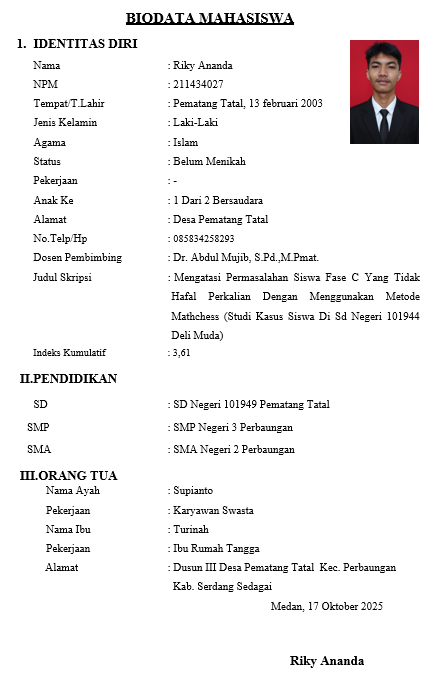 BIODATA MAHASISWA
1. IDENTITAS DIRI
Nama : Riky Ananda
NPM : 211434027
Tempat/T.Lahir : Pematang Tatal, 13 februari 2003
Jenis Kelamin : Laki-Laki
Agama : Islam
Status : Belum Menikah
Pekerjaan : -
Anak Ke : 1 Dari 2 Bersaudara
Alamat : Desa Pematang Tatal
No.Telp/Hp : 085834258293
Dosen Pembimbing : Dr. Abdul Mujib, S.Pd.,M.Pmat.
Judul Skripsi : Mengatasi Permasalahan Siswa Fase C Yang Tidak
Hafal Perkalian Dengan Menggunakan Metode
Mathchess (Studi Kasus Siswa Di Sd Negeri 101944
Deli Muda)
Indeks Kumulatif : 3,61
II.PENDIDIKAN
SD : SD Negeri 101949 Pematang Tatal
SMP : SMP Negeri 3 Perbaungan
SMA : SMA Negeri 2 Perbaungan
III.ORANG TUA
Nama Ayah : Supianto
Pekerjaan : Karyawan Swasta
Nama Ibu : Turinah
Pekerjaan : Ibu Rumah Tangga
Alamat : Dusun III Desa Pematang Tatal Kec. Perbaungan
Kab. Serdang Sedagai
Medan, 17 Oktober 2025
Riky Ananda